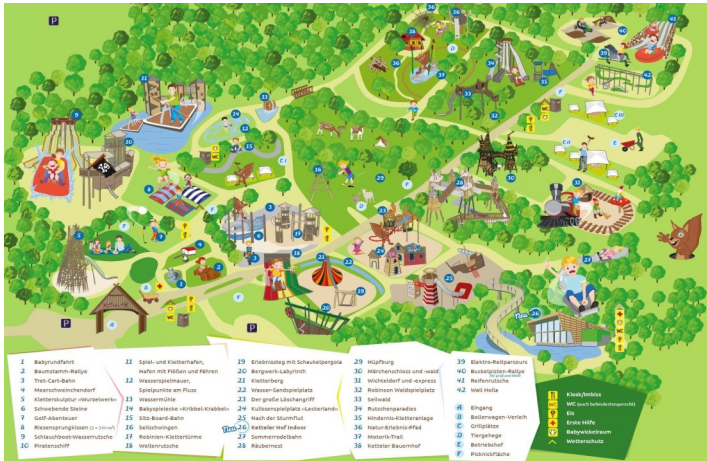 1 Babyrundfahrt
2 Baumstamm-Rallye
3 Tret-Cart-Bahn
4 Meerschweinchendorf
5 Kletterskulptur «Wurzelwerk»
6 Schwebende Steine
7 Golf-Abenteuer
8 Riesensprungkissen
9 Schlauchboot-Wasserrutsche
10 Piratenschiff
11 Spiel- und Kletterhafen,
Hafen mit Flößen und Fähren
12 Wasserspielmauer,
Spielpunkte am Fluss
13 Wassermühle
14 Babyspieleoase «Kribbel-Krabbel»
15 Sitz-Board-Bahn
16 Seilschwingen
17 Robinien-Klettertürme
18 Wellenrutsche
19 Erlebnissteg mit Schaukelpergola
20 Bergwerk-Labyrinth
21 Kletterberg
22 Wasser-Sandspielplatz
23 Der große Löschangriff
24 Kulissenspielplatz «Leckerland»
25 Nach der Sturmflut
26 Ketteler Hof Indoor
27 Sommerrodelbahn
28 Räubernest
29 Hüpfburg
30 Märchenschloss und -wald
31 Wichteldorf und -express
32 Robinson Waldspielplatz
33 Seilwald
34 Rutschenparadies
35 Hindernis-Kletteranlage
36 Natur-Erlebnis-Pfad
37 Motorik-Trail
38 Ketteler Bauernhof
39 Elektro-Reitparcours
40 Buckelpisten-Rallye
für groß und klein
41 Reifenrutsche
42 Wall Holla
A Eingang
B Bollerwagen-Verleih
C Grillplätze
D Tiergehege
E Betriebshof
F Picknickfläche
Kiosk/Imbiss
WC (auch behindertengerecht)
Eis
Erste Hilfe
Babywickelraum
Wetterschutz